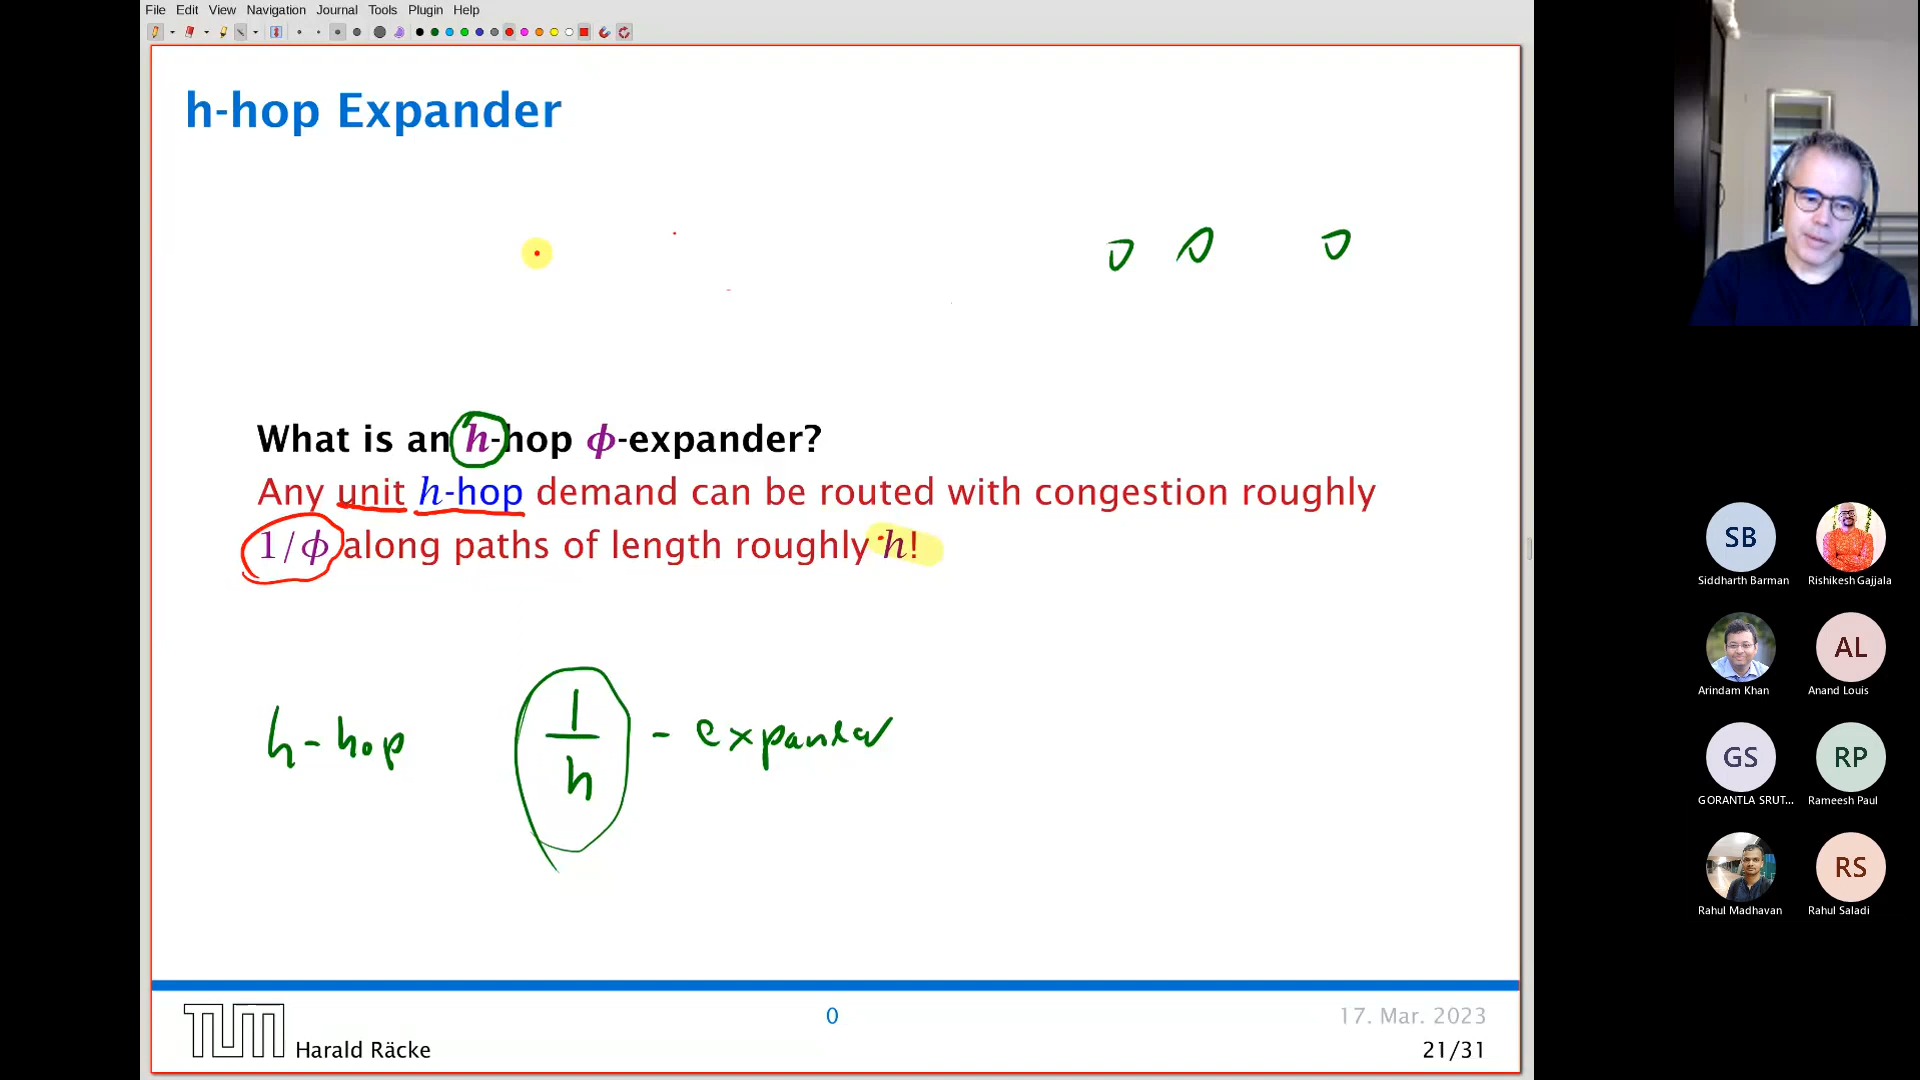 File Edit View Navigation Journal Tools Plugin Help
h-hop Expander
What is an h-hop ϕ-expander?
Any unit h-hop demand can be routed with congestion roughly
1/ϕ along paths of length roughly h!
h-hop 1/h - expander
0
17. Mar. 2023
TUM
Harald Räcke
21/31
SB
Siddharth Barman
Rishikesh Gajjala
Arindam Khan
AL
Anand Louis
GS
GORANTLA SRUT...
RP
Rameesh Paul
Rahul Madhavan
RS
Rahul Saladi